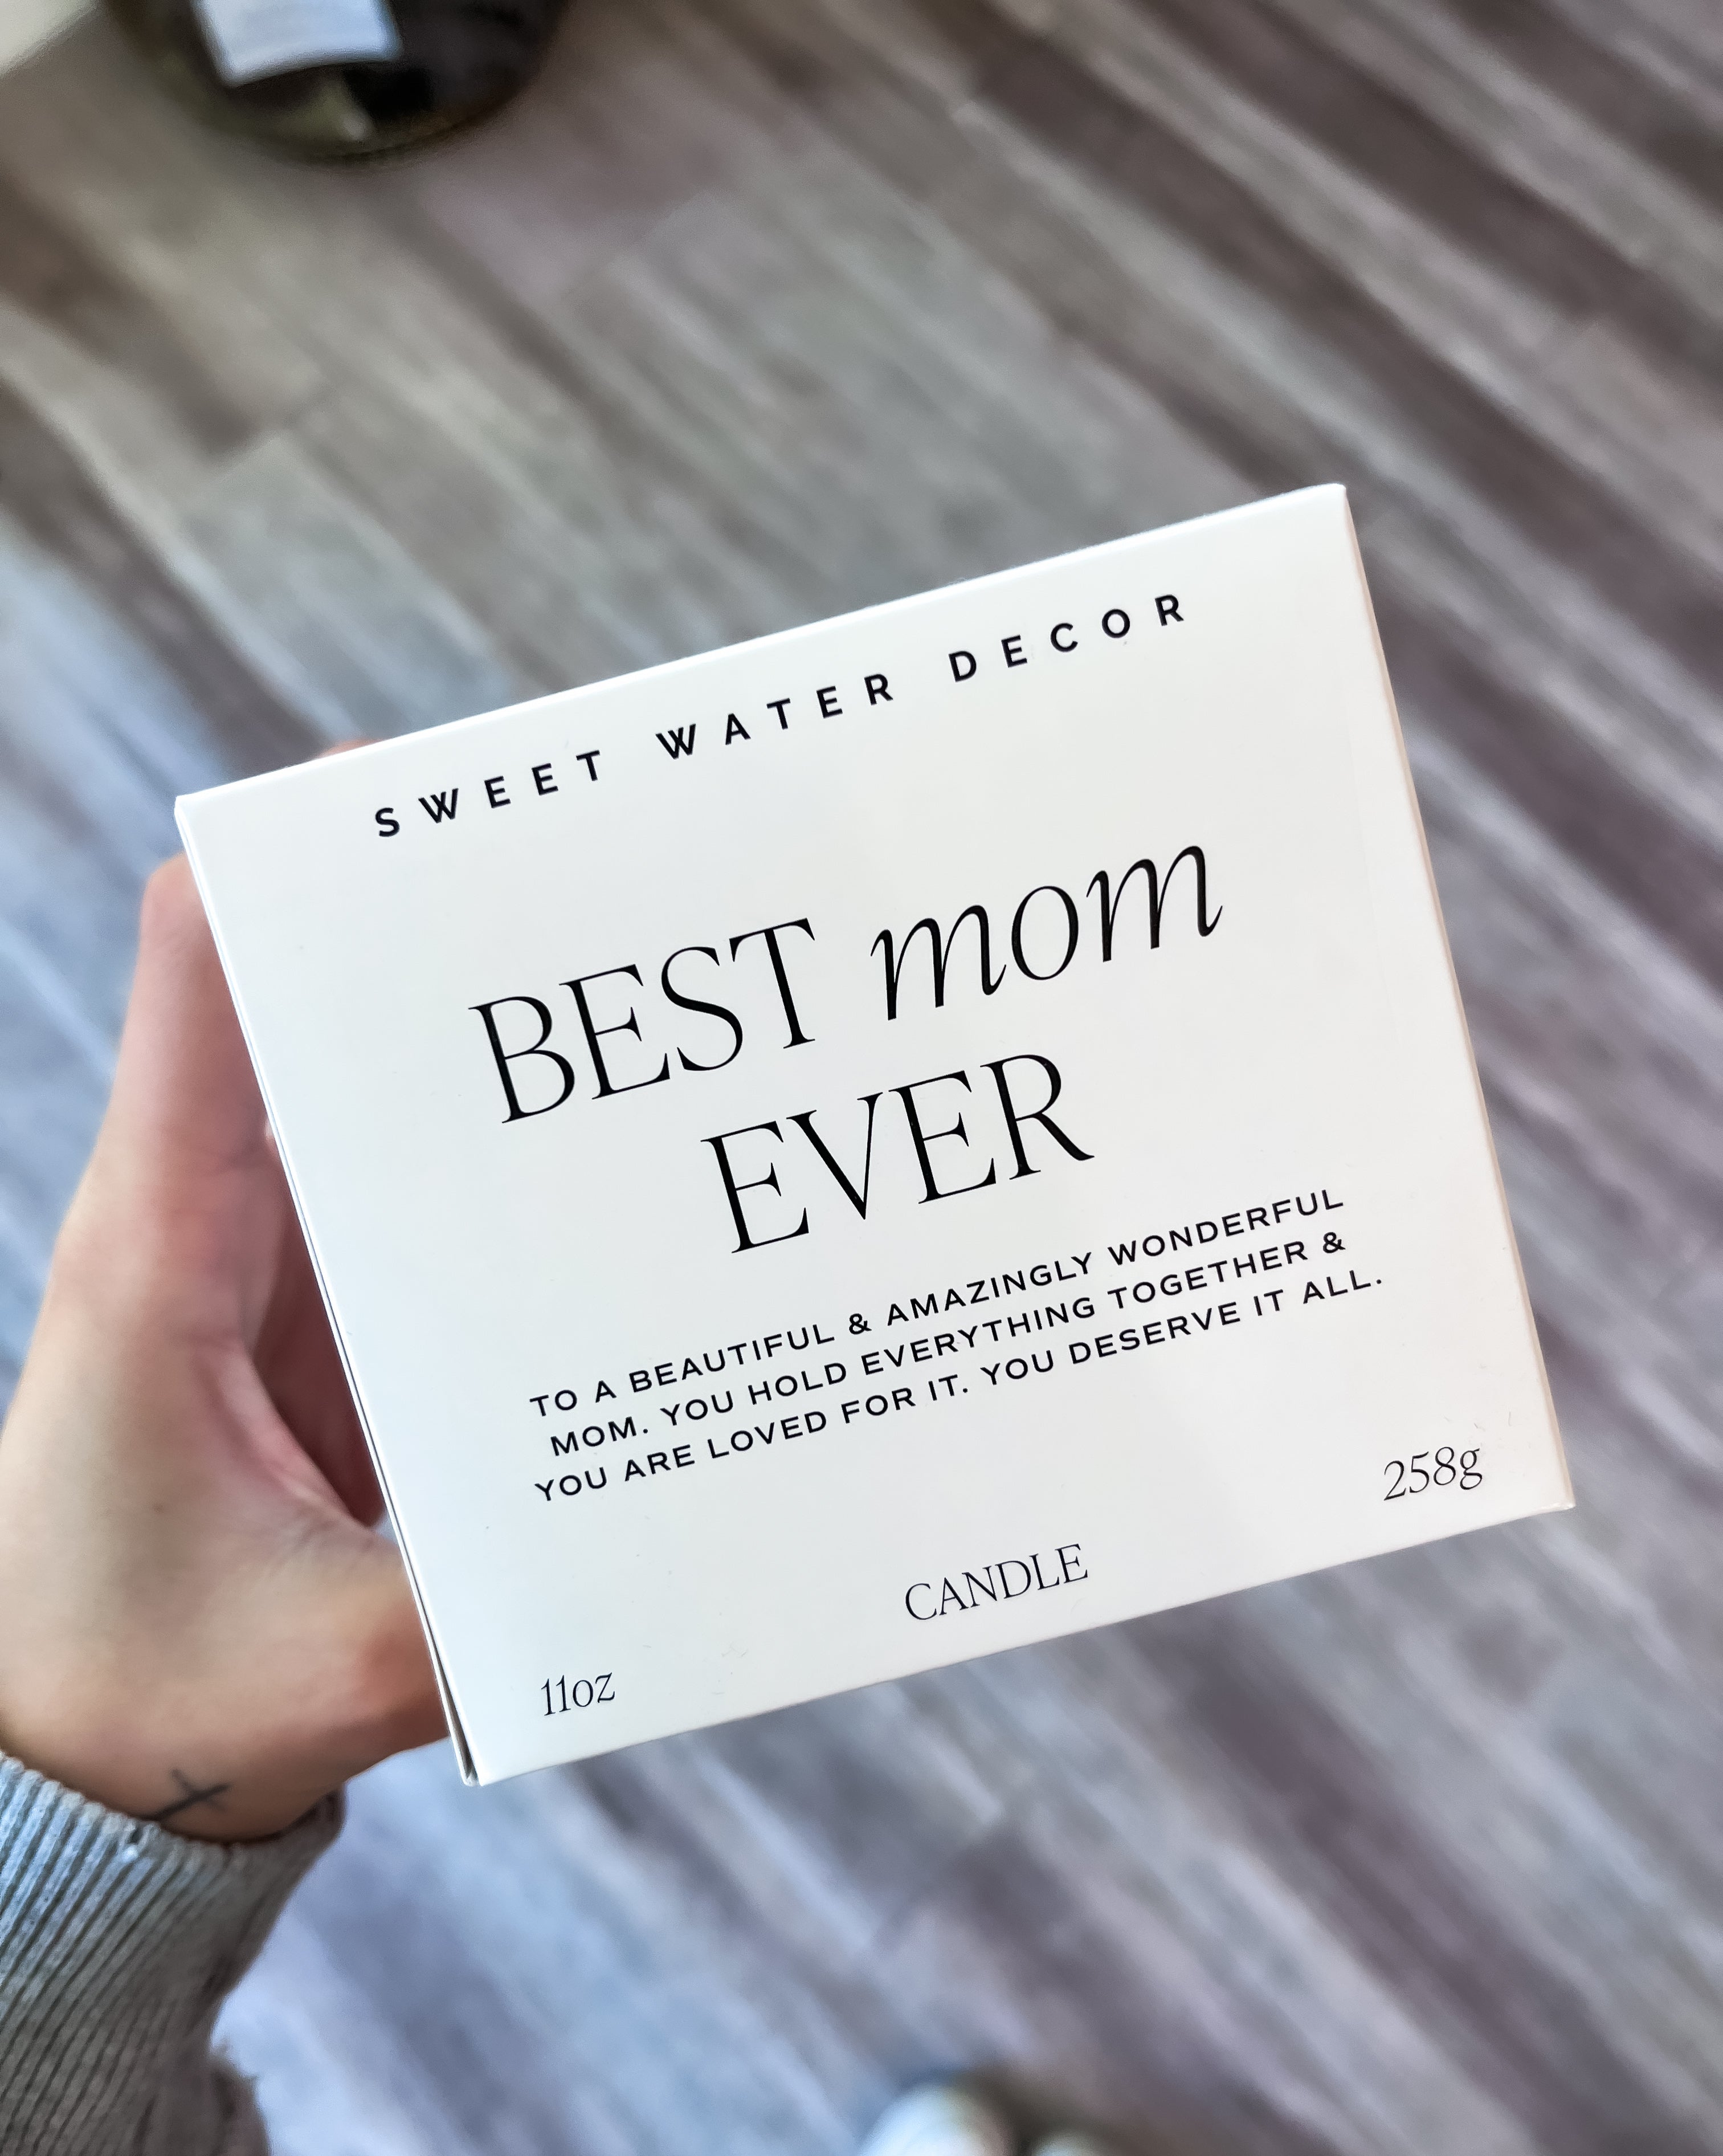 SWEET WATER DECOR
BEST mom
EVER
TO A BEAUTIFUL & AMAZINGLY WONDERFUL
MOM. YOU HOLD EVERYTHING TOGETHER &
YOU ARE LOVED FOR IT. YOU DESERVE IT ALL.
11oz
CANDLE
258g